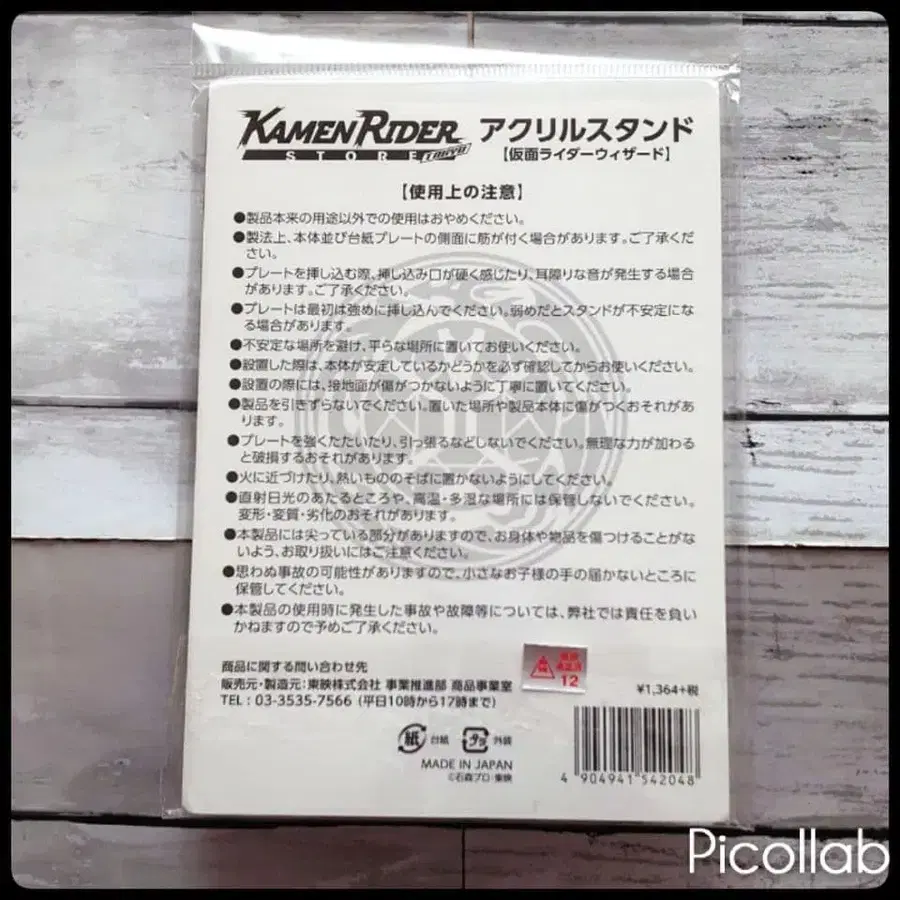 KAMEN RIDER アクリルスタンド
STORE TOKYO 【仮面ライダーウィザード】
【使用上の注意】
●製品本来の用途以外での使用はおやめください。
●製法上、本体並び台紙プレートの側面に筋が付く場合があります。ご了承くだ
さい。
●プレートを挿し込む際、挿し込み口が硬く感じたり、耳障りな音が発生する場合
があります。ご了承ください。
●プレートは最初は強めに挿し込んでください。弱めだとスタンドが不安定にな
る場合があります。
●不安定な場所を避け、平らな場所に置いてお使いください。
●設置した際は、本体が安定しているかどうかを必ず確認してからお使いください。
●設置の際には、接地面が傷がつかないように丁寧に置いてください。
●製品を引きずらないでください。置いた場所や製品本体に傷がつくおそれがあ
ります。
●プレートを強くたたいたり、引っ張るなどしないでください。無理な力が加わる
と破損するおそれがあります。
●火に近づけたり、熱いもののそばに置かないようにしてください。
●直射日光のあたるところや、高温・多湿な場所には保管しないでください。
変形・変質・劣化のおそれがあります。
●本製品には尖っている部分がありますので、お身体や物品を傷つけることがな
いよう、お取り扱いにはご注意ください。
●思わぬ事故の可能性がありますので、小さなお子様の手の届かないところに
保管してください。
●本製品の使用時に発生した事故や故障等については、弊社では責任を負い
かねますので予めご了承ください。
商品に関する問い合わせ先
販売元・製造元：東映株式会社 事業推進部 商品事業室
TEL：03-3535-7566（平日10時から17時まで）
12
¥1,364+税
紙 台紙 プラ 外装
MADE IN JAPAN
©石森プロ・東映
4 904941 542048
Picollab